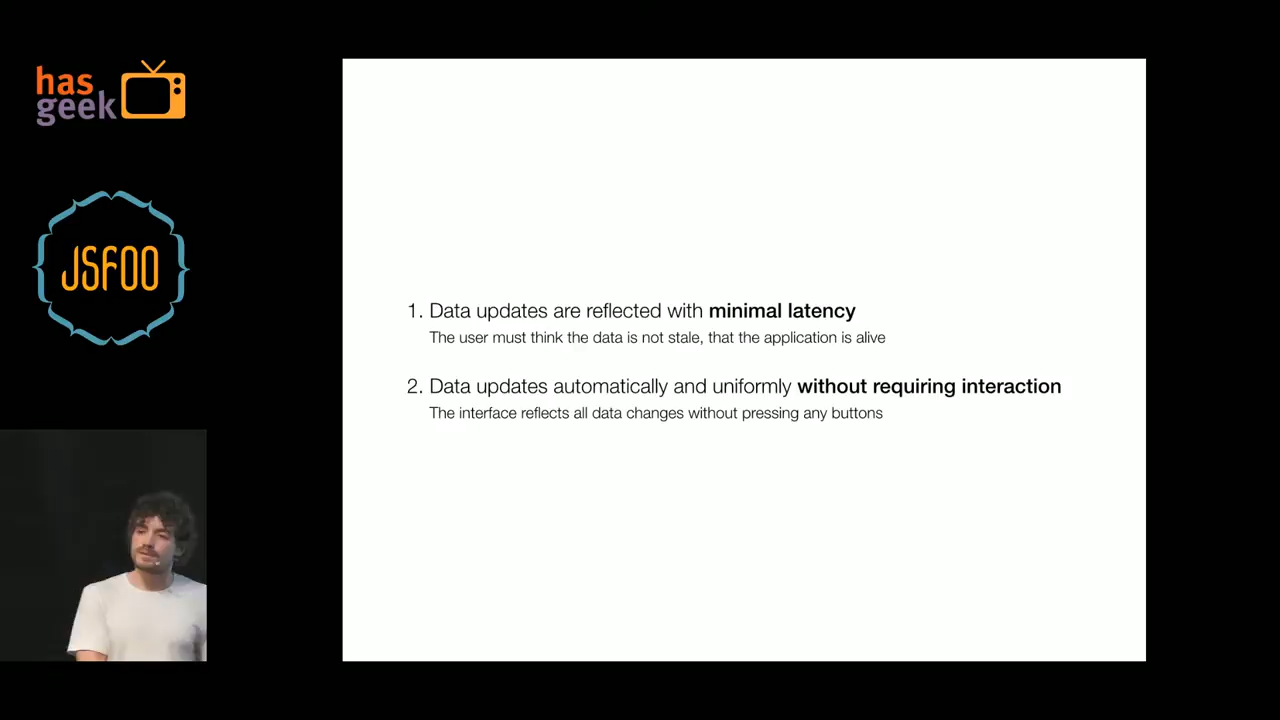 has
geek
JSFOO
1. Data updates are reflected with minimal latency
The user must think the data is not stale, that the application is alive
2. Data updates automatically and uniformly without requiring interaction
The interface reflects all data changes without pressing any buttons